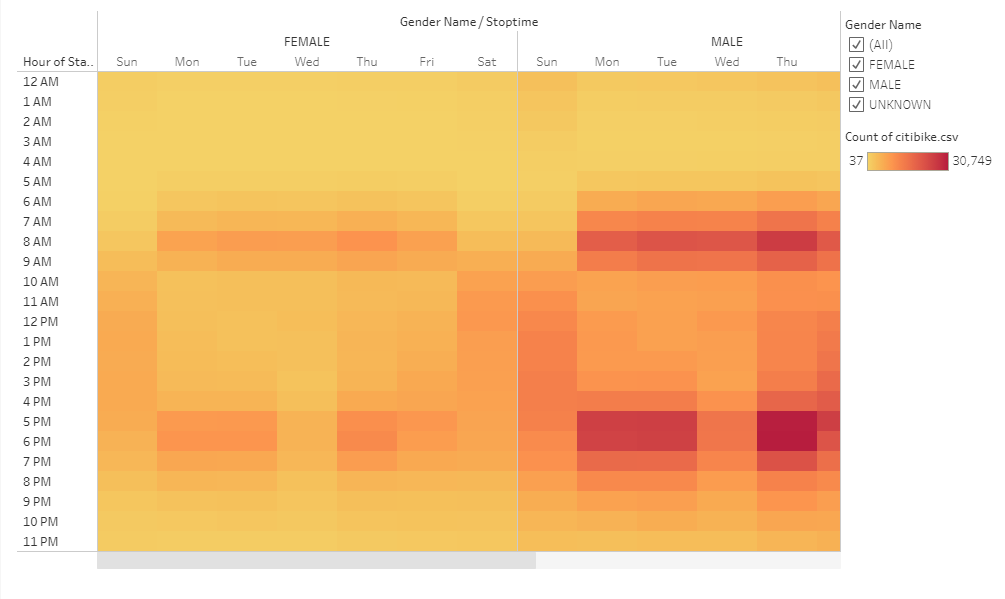 Gender Name / Stoptime
FEMALE MALE
Hour of Sta.. Sun Mon Tue Wed Thu Fri Sat Sun Mon Tue Wed Thu
12 AM
1 AM
2 AM
3 AM
4 AM
5 AM
6 AM
7 AM
8 AM
9 AM
10 AM
11 AM
12 PM
1 PM
2 PM
3 PM
4 PM
5 PM
6 PM
7 PM
8 PM
9 PM
10 PM
11 PM
Gender Name
(All)
FEMALE
MALE
UNKNOWN
Count of citibike.csv
37 30,749